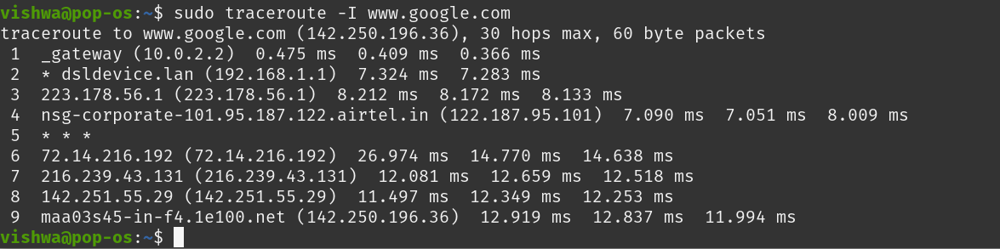 vishwa@pop-os:~$ sudo traceroute -I www.google.com
traceroute to www.google.com (142.250.196.36), 30 hops max, 60 byte packets
 1  _gateway (10.0.2.2)  0.475 ms  0.409 ms  0.366 ms
 2  * dsldevice.lan (192.168.1.1)  7.324 ms  7.283 ms
 3  223.178.56.1 (223.178.56.1)  8.212 ms  8.172 ms  8.133 ms
 4  nsg-corporate-101.95.187.122.airtel.in (122.187.95.101)  7.090 ms  7.051 ms  8.009 ms
 5  * * *
 6  72.14.216.192 (72.14.216.192)  26.974 ms  14.770 ms  14.638 ms
 7  216.239.43.131 (216.239.43.131)  12.081 ms  12.659 ms  12.518 ms
 8  142.251.55.29 (142.251.55.29)  11.497 ms  12.349 ms  12.253 ms
 9  maa03s45-in-f4.1e100.net (142.250.196.36)  12.919 ms  12.837 ms  11.994 ms
vishwa@pop-os:~$